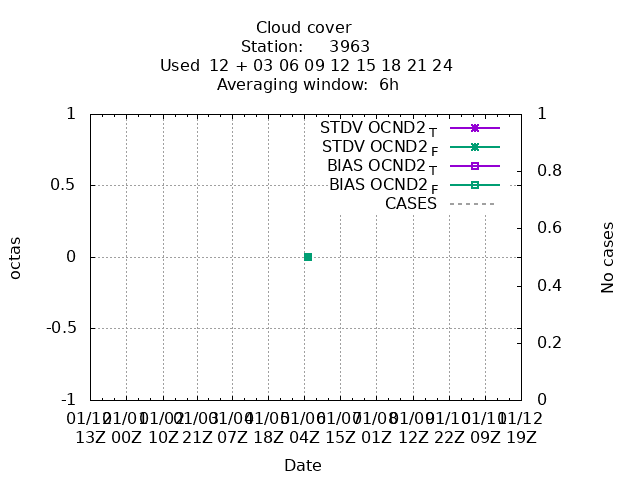 Cloud cover
Station: 3963
Used 12 + 03 06 09 12 15 18 21 24
Averaging window: 6h
1
0.5
0
-0.5
-1
octas
1
0.8
0.6
0.4
0.2
0
No cases
STDV OCND2 T
STDV OCND2 F
BIAS OCND2 T
BIAS OCND2 F
CASES
01/12 01/01 01/02 01/03 01/04 01/05 01/06 01/07 01/08 01/09 01/10 01/11 01/12
13Z 00Z 10Z 21Z 07Z 18Z 04Z 15Z 01Z 12Z 22Z 09Z 19Z
Date